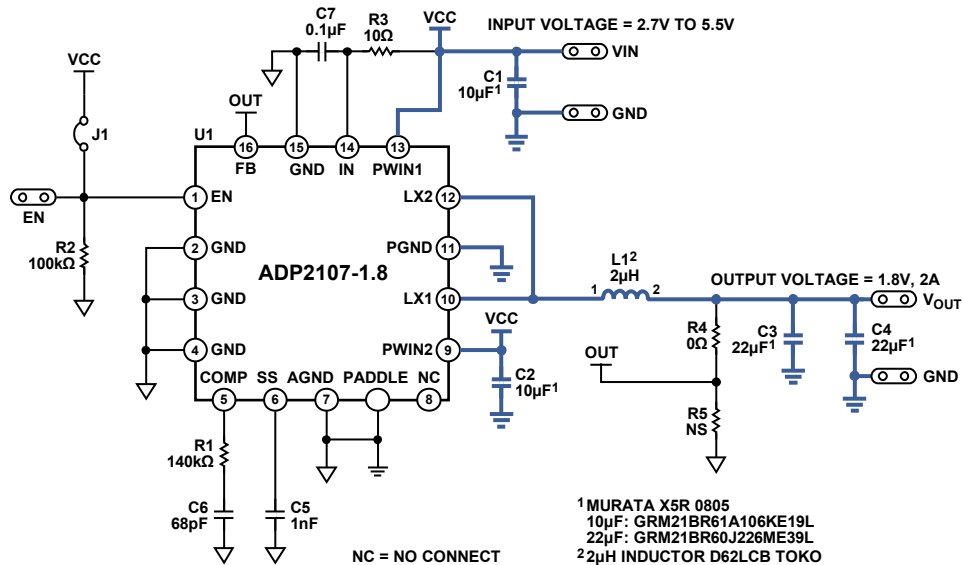 C7
0.1µF
R3
10Ω
VCC
INPUT VOLTAGE = 2.7V TO 5.5V
VIN
C1
10µF¹
GND
VCC
J1
OUT
U1
16
15
14
13
FB
GND
IN
PWIN1
EN
1
EN
R2
100kΩ
2
GND
3
GND
4
GND
ADP2107-1.8
LX2
12
PGND
11
LX1
10
PWIN2
9
L1²
2µH
1
2
OUTPUT VOLTAGE = 1.8V, 2A
VOUT
VCC
C2
10µF¹
R4
0Ω
C3
22µF¹
C4
22µF¹
GND
OUT
R5
NS
COMP
SS
AGND
PADDLE
NC
5
6
7
8
R1
140kΩ
C6
68pF
C5
1nF
NC = NO CONNECT
¹ MURATA X5R 0805
10µF: GRM21BR61A106KE19L
22µF: GRM21BR60J226ME39L
² 2µH INDUCTOR D62LCB TOKO